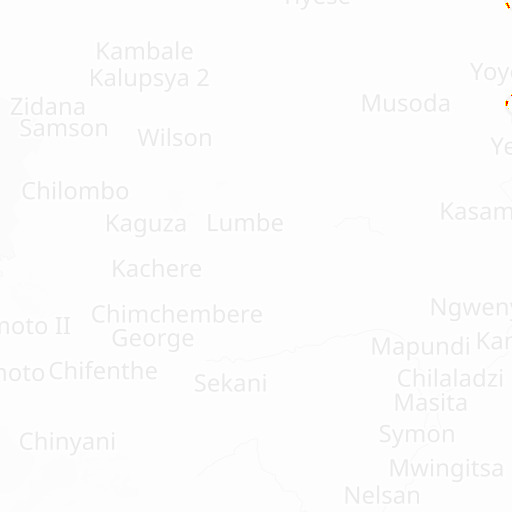 Kambale
Kalupsya 2
Zidana
Musoda
Samson
Wilson
Chilombo
Kaguza
Lumbe
Kachere
Chimchembere
George
Chifenthe
Mapundi
Sekani
Chilaladzi
Masita
Chinyani
Symon
Mwingitsa
Nelsan